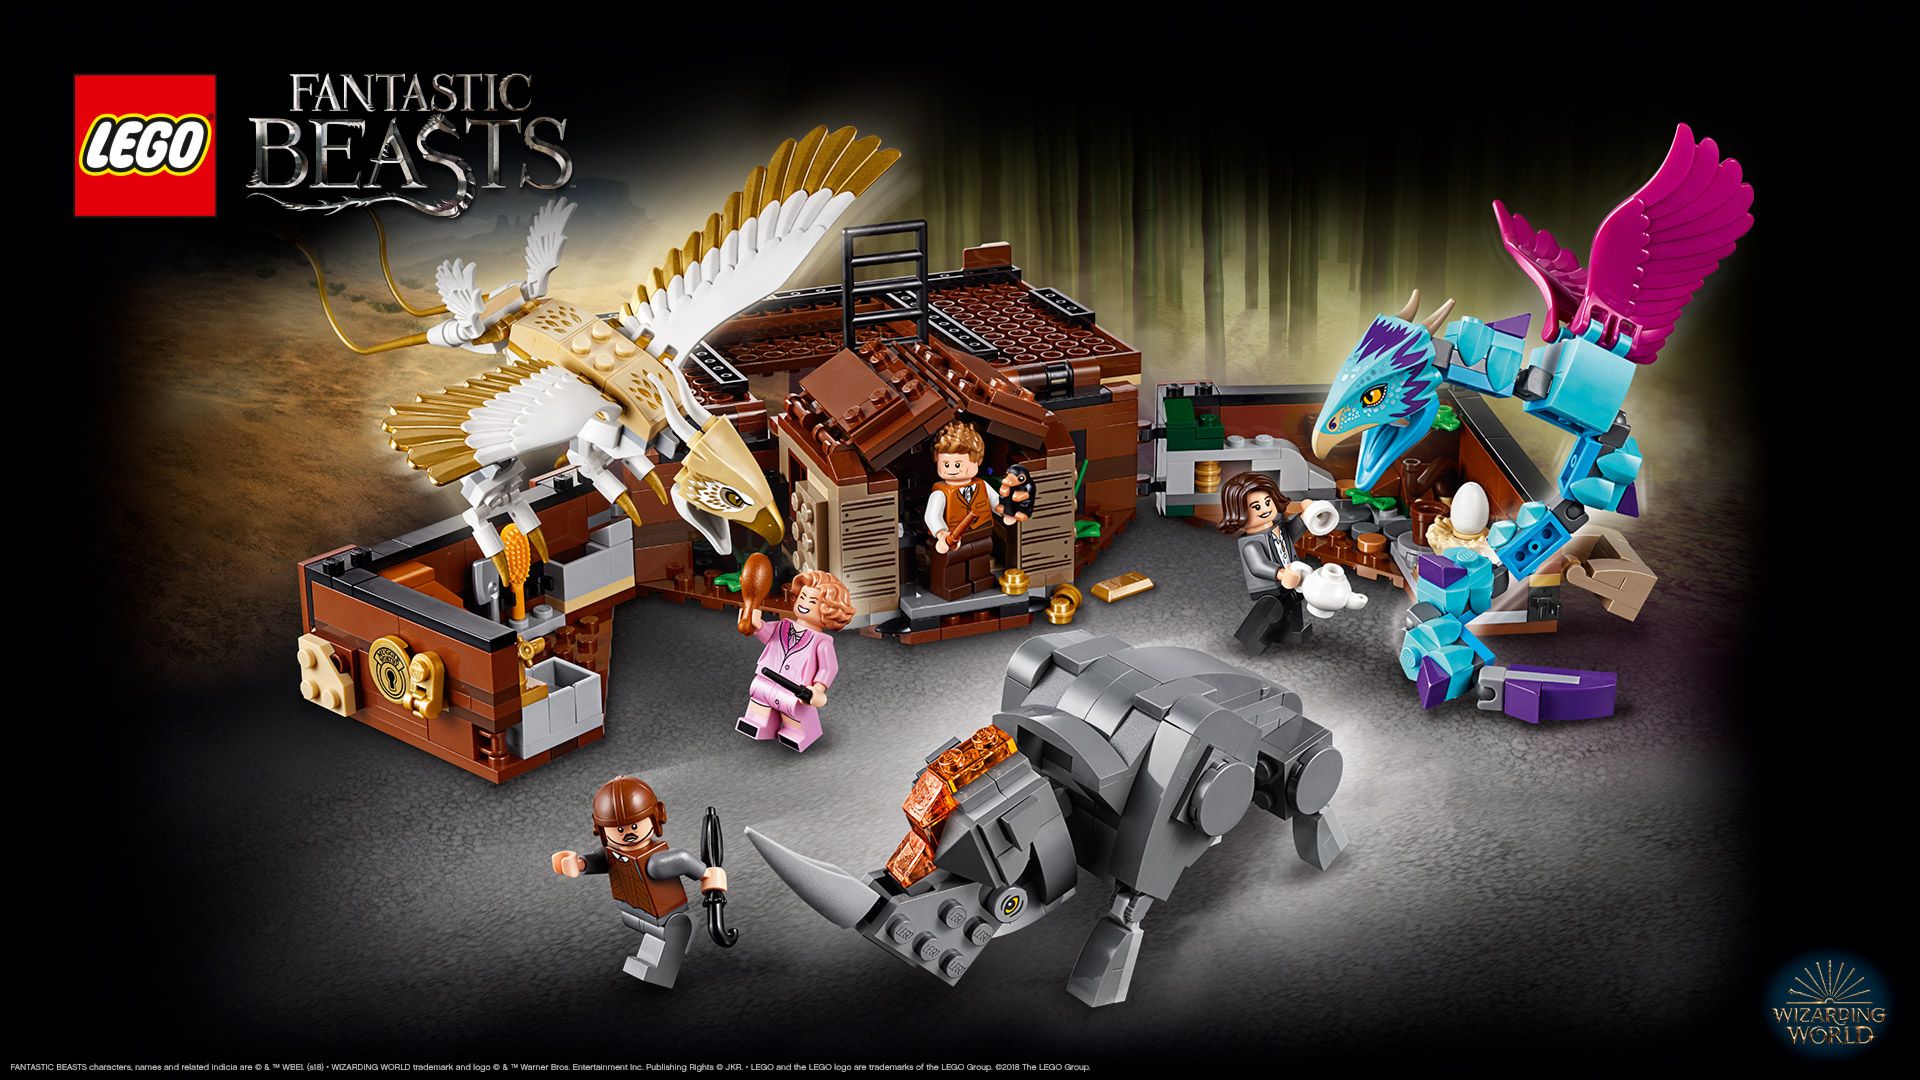 LEGO®
FANTASTIC
BEASTS™
WIZARDING
WORLD
FANTASTIC BEASTS characters, names and related indicia are © & ™ WBEI. (s18) • WIZARDING WORLD trademark and logo © & ™ Warner Bros. Entertainment Inc. Publishing Rights © JKR. • LEGO and the LEGO logo are trademarks of the LEGO Group. ©2018 The LEGO Group.